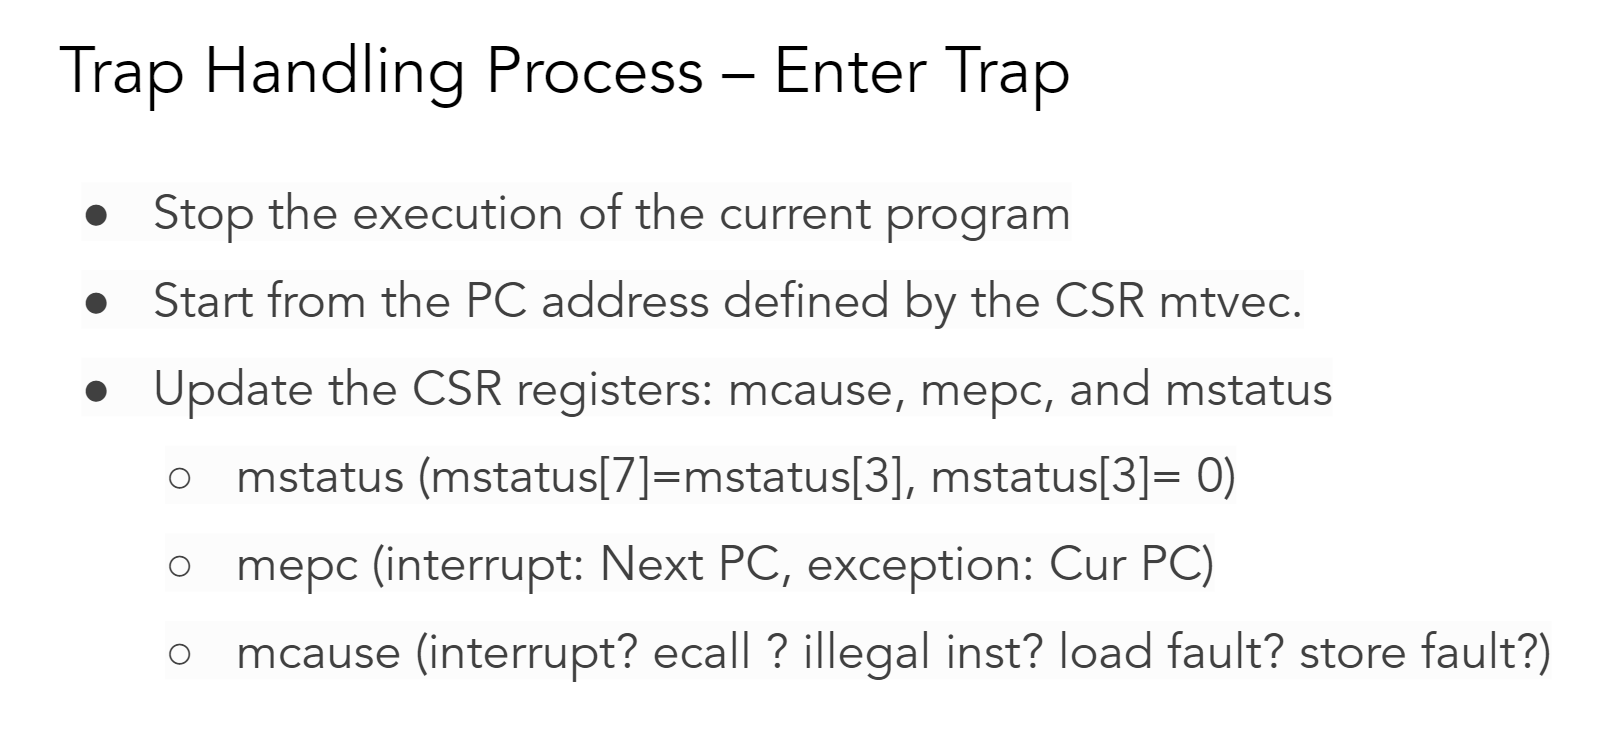 Trap Handling Process – Enter Trap
● Stop the execution of the current program
● Start from the PC address defined by the CSR mtvec.
● Update the CSR registers: mcause, mepc, and mstatus
○ mstatus (mstatus[7]=mstatus[3], mstatus[3]= 0)
○ mepc (interrupt: Next PC, exception: Cur PC)
○ mcause (interrupt? ecall ? illegal inst? load fault? store fault?)